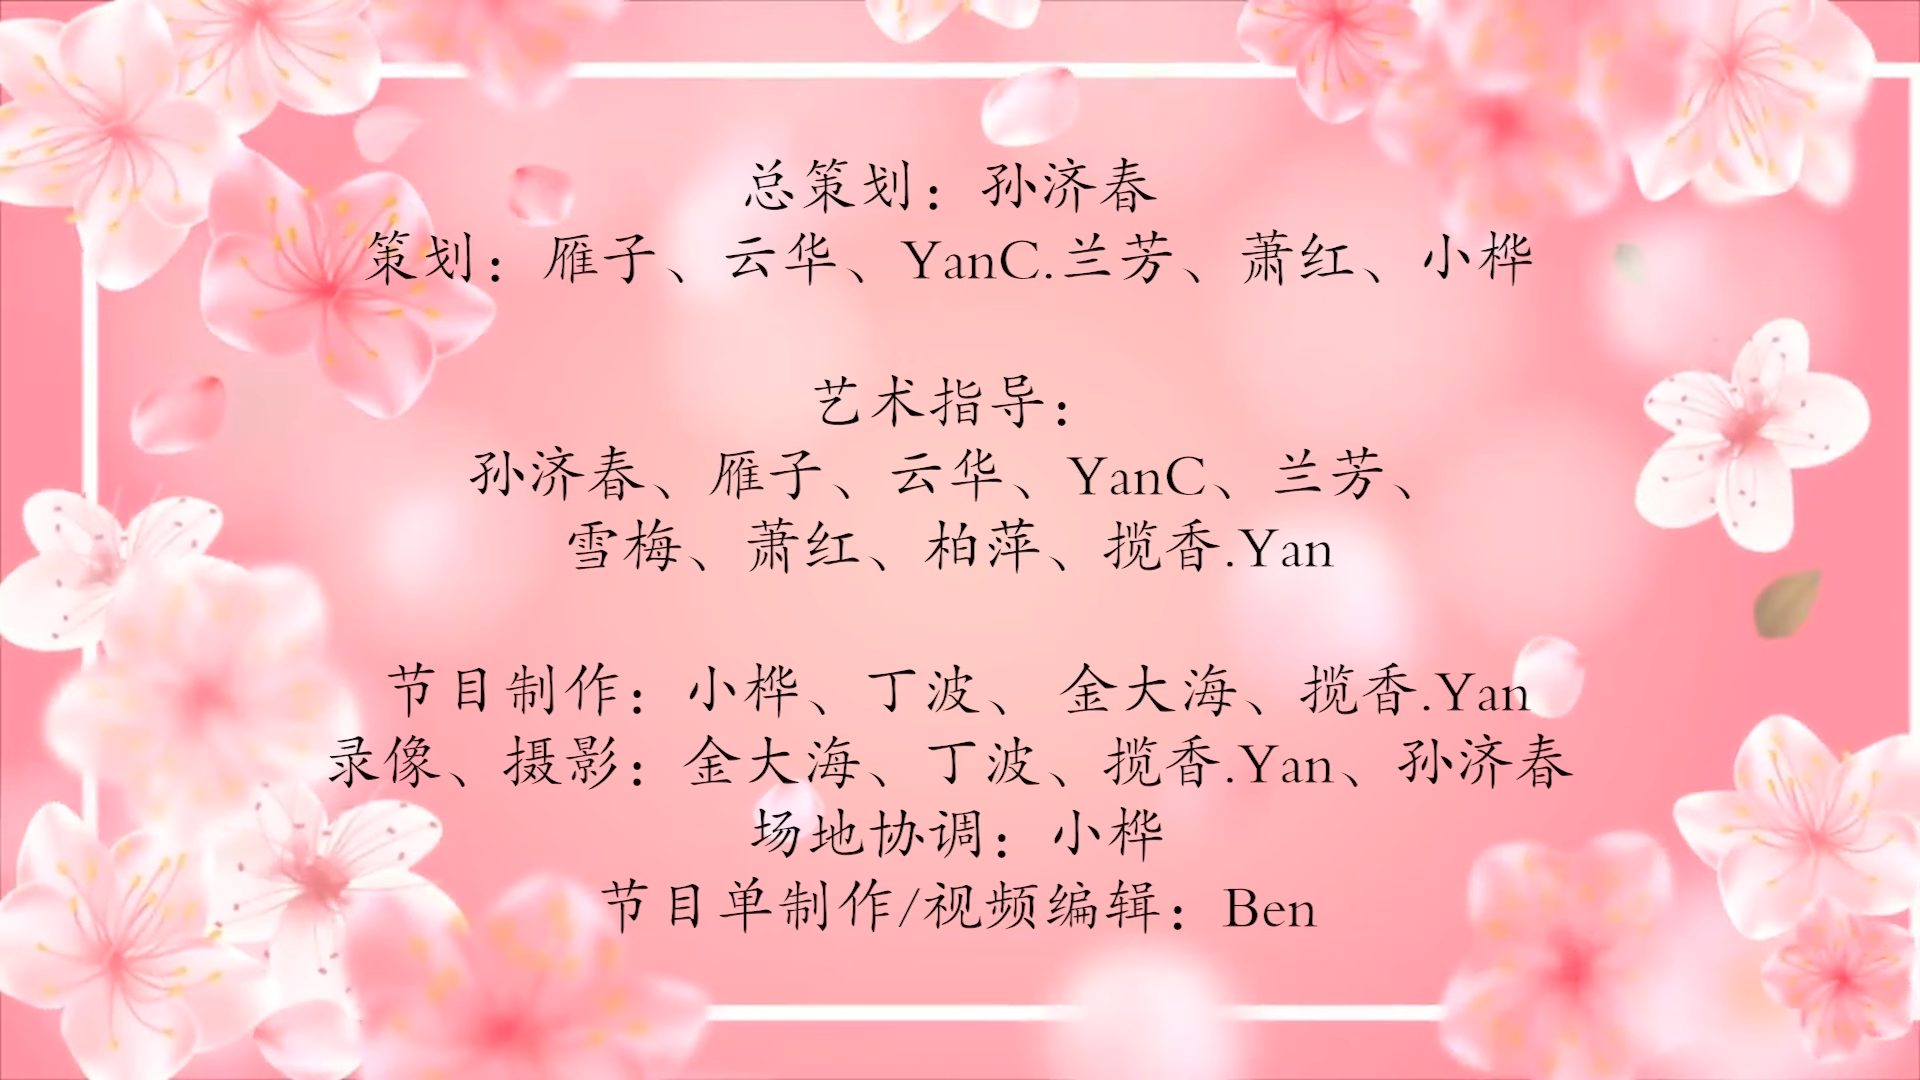 总策划：孙济春
策划：雁子、云华、YanC.兰芳、萧红、小桦
艺术指导：
孙济春、雁子、云华、YanC、兰芳、
雪梅、萧红、柏萍、揽香.Yan
节目制作：小桦、丁波、 金大海、揽香.Yan
录像、摄影：金大海、丁波、揽香.Yan、孙济春
场地协调：小桦
节目单制作/视频编辑：Ben